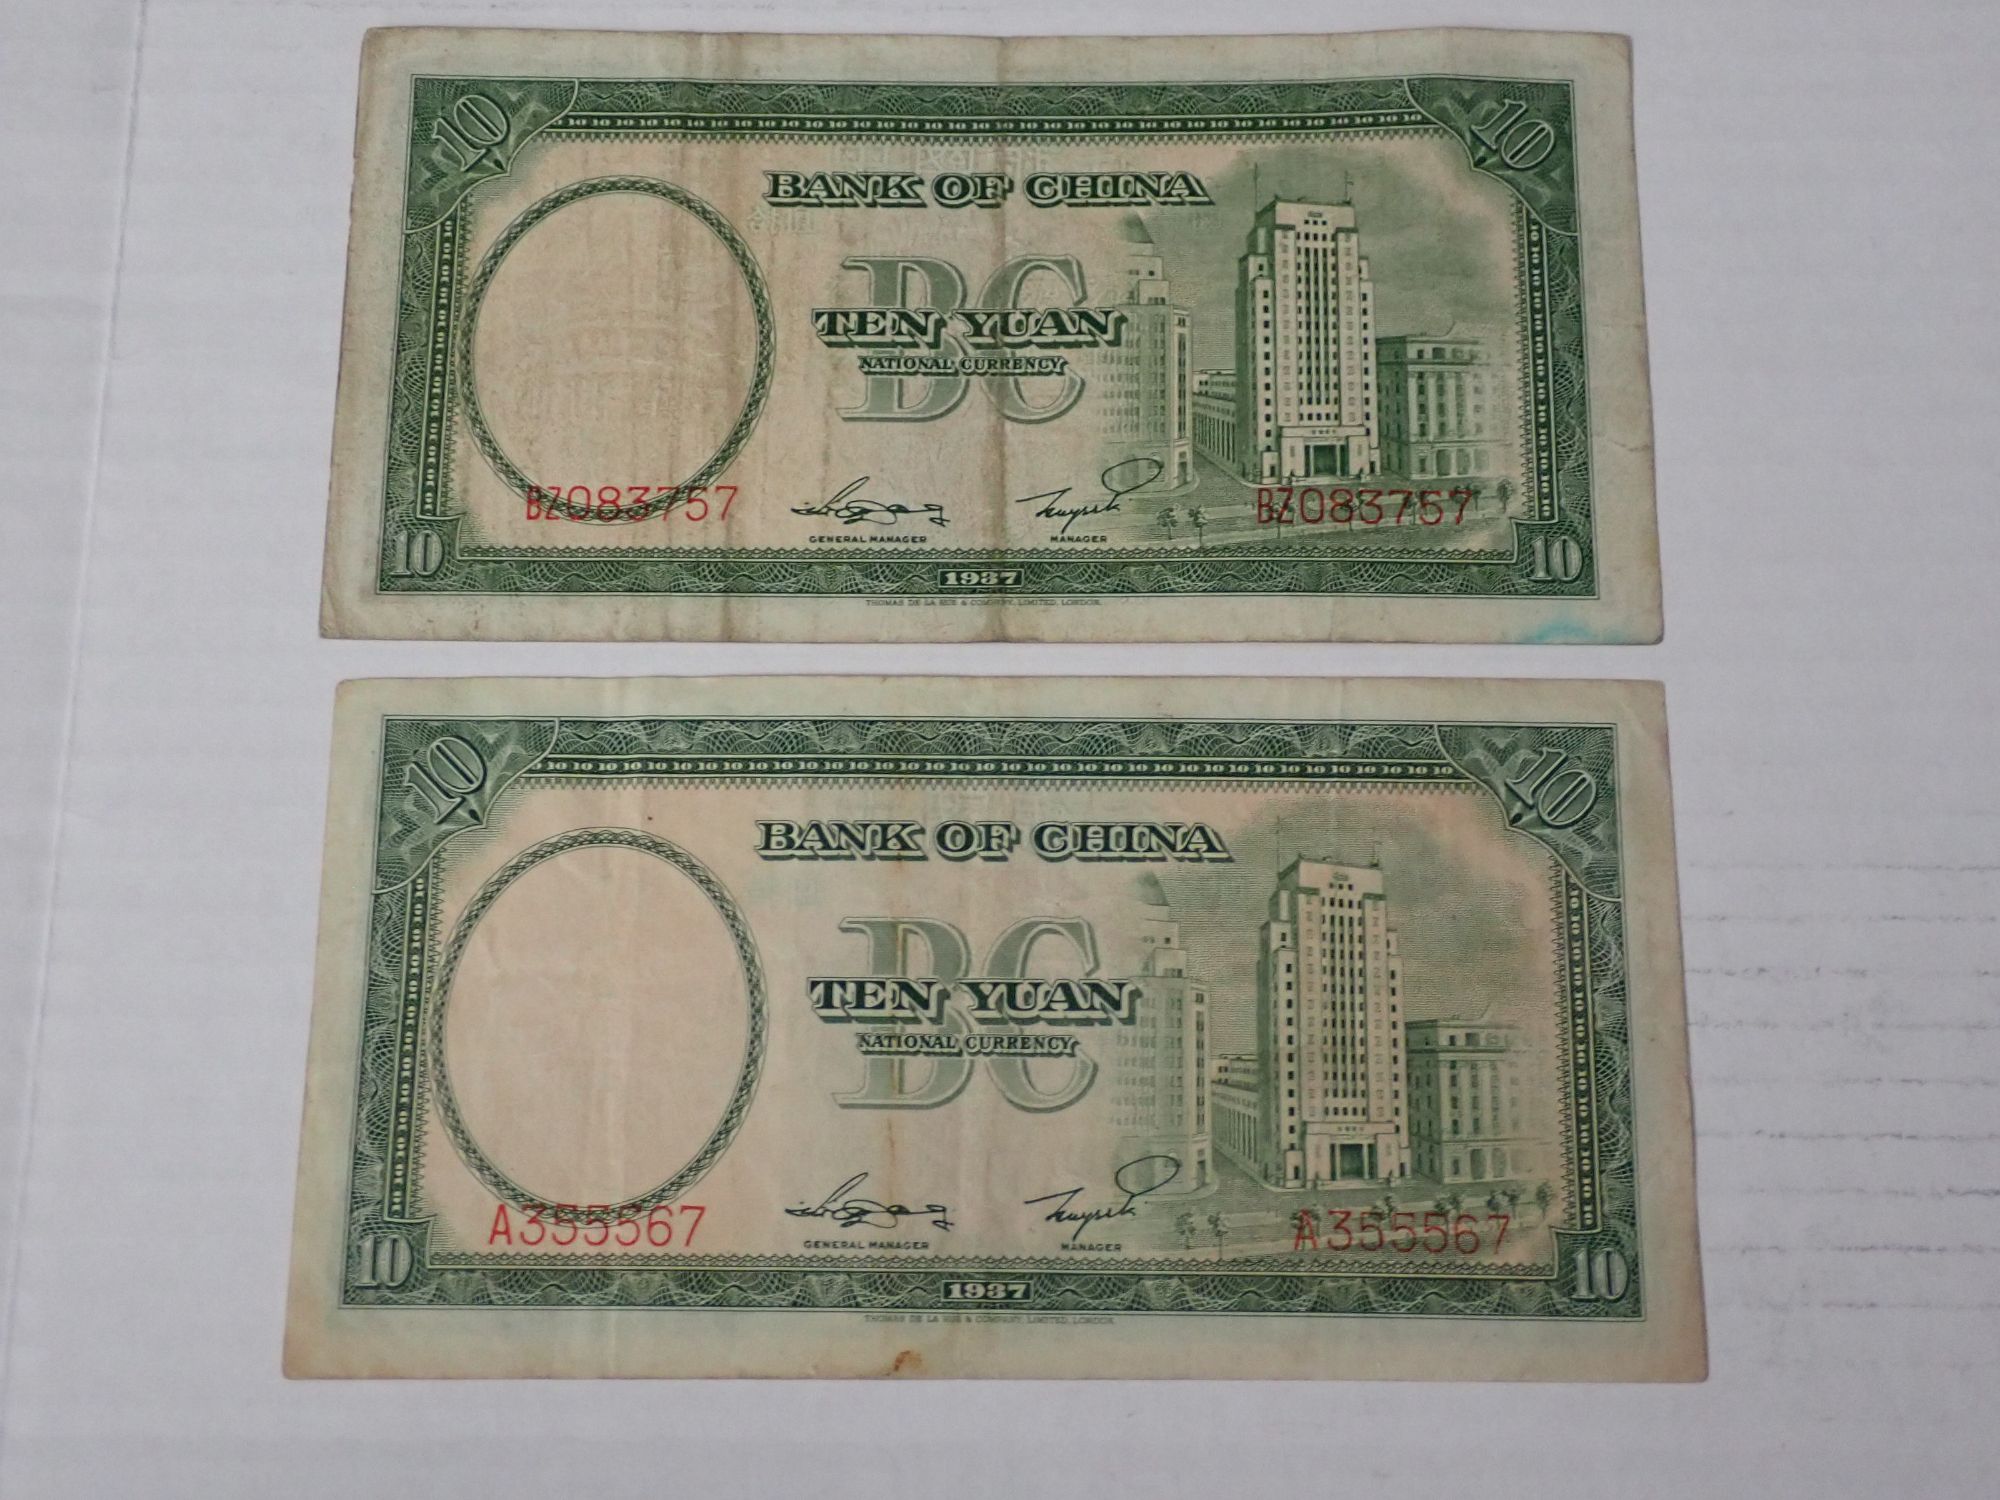 10
10
BANK OF CHINA
BC
TEN YUAN
NATIONAL CURRENCY
BZ083757
BZ083757
GENERAL MANAGER
MANAGER
10
1937
10
THOMAS DE LA RUE & COMPANY, LIMITED, LONDON.
10
10
BANK OF CHINA
BC
TEN YUAN
NATIONAL CURRENCY
A355567
A355567
GENERAL MANAGER
MANAGER
10
1937
10
THOMAS DE LA RUE & COMPANY, LIMITED, LONDON.